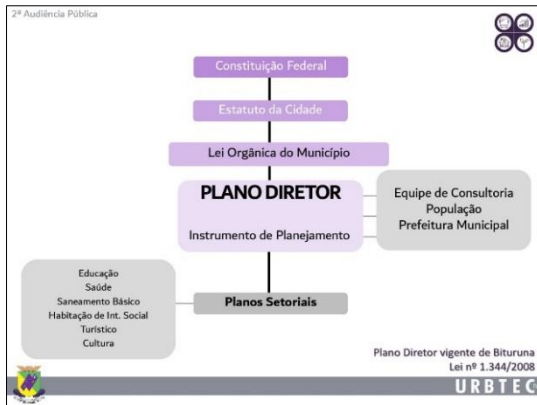 2ª Audiência Pública
Constituição Federal
Estatuto da Cidade
Lei Orgânica do Município
PLANO DIRETOR
Instrumento de Planejamento
Equipe de Consultoria
População
Prefeitura Municipal
Educação
Saúde
Saneamento Básico
Habitação de Int. Social
Turístico
Cultura
Planos Setoriais
Plano Diretor vigente de Bituruna
Lei nº 1.344/2008
URBTEC